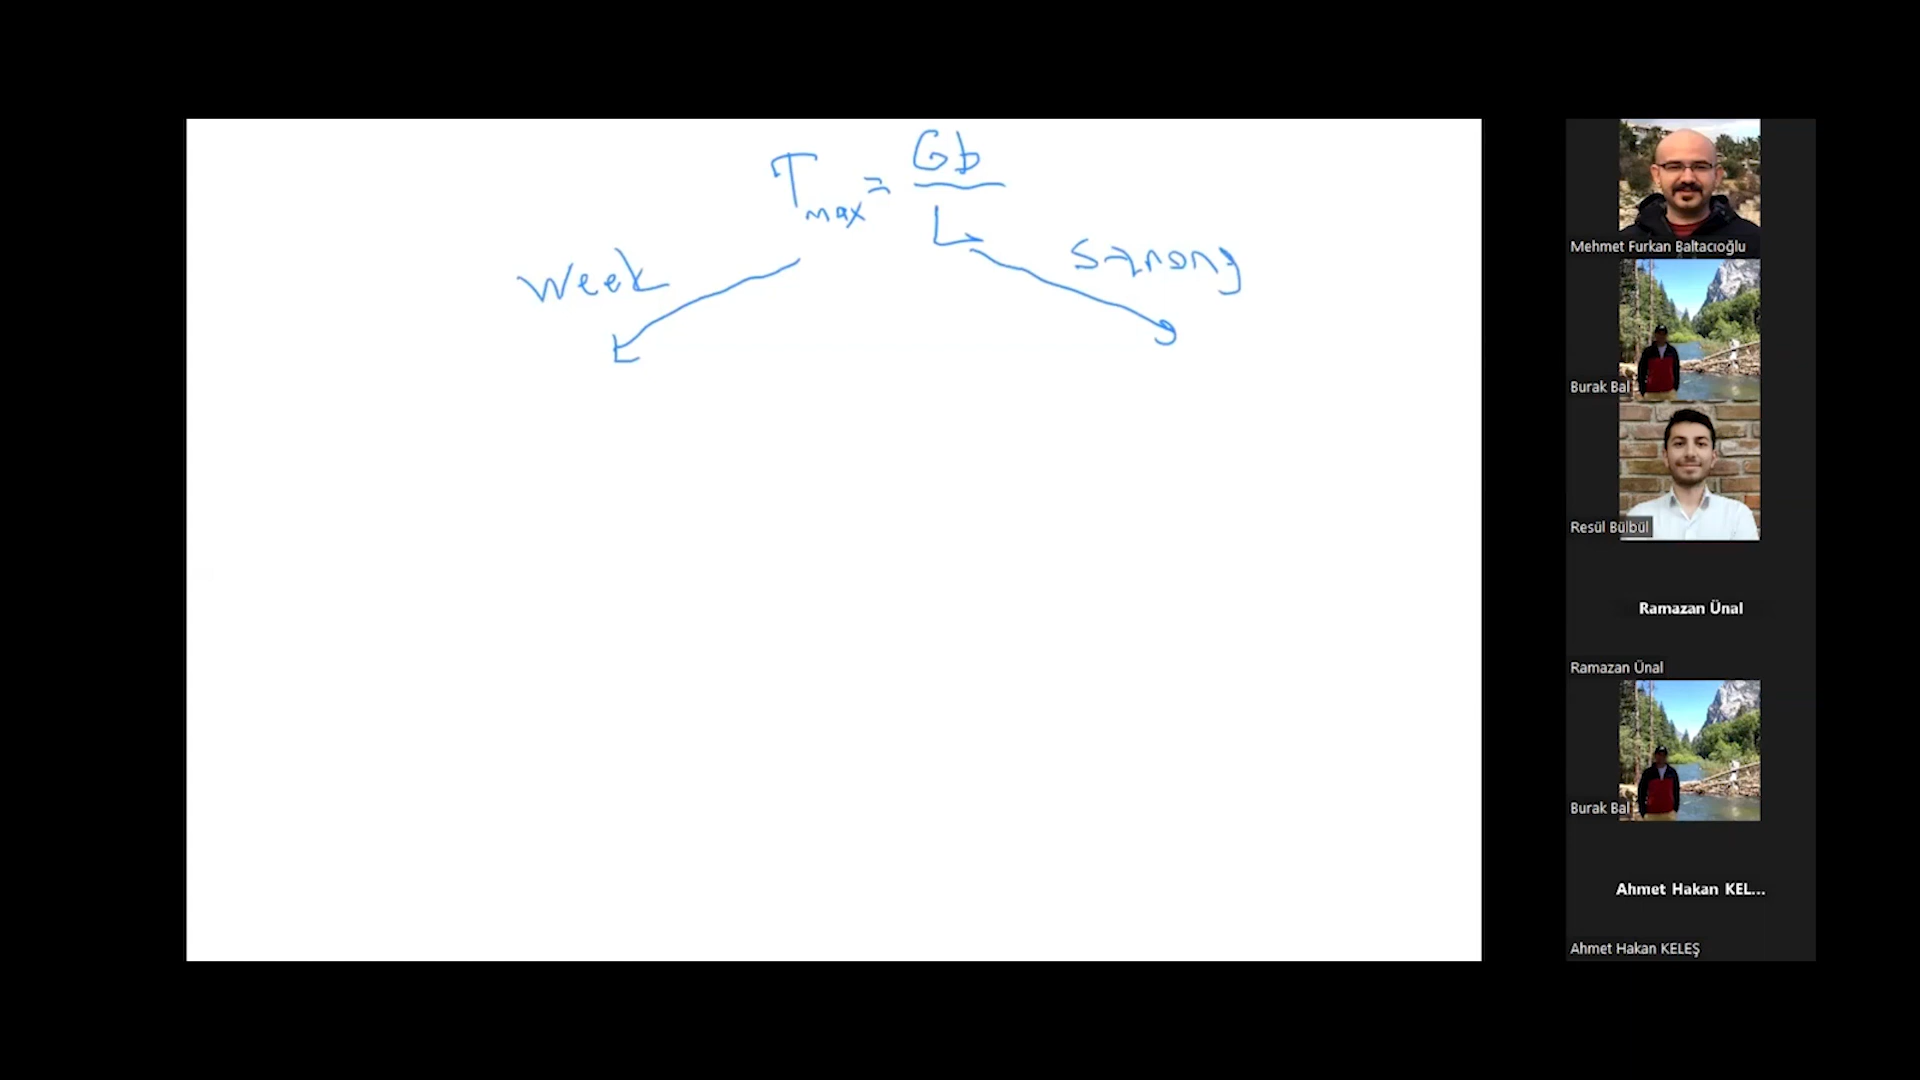 τmax = Gb
L
Week
Strong
Mehmet Furkan Baltacıoğlu
Burak Bal
Resül Bülbül
Ramazan Ünal
Ramazan Ünal
Burak Bal
Ahmet Hakan KEL...
Ahmet Hakan KELEŞ